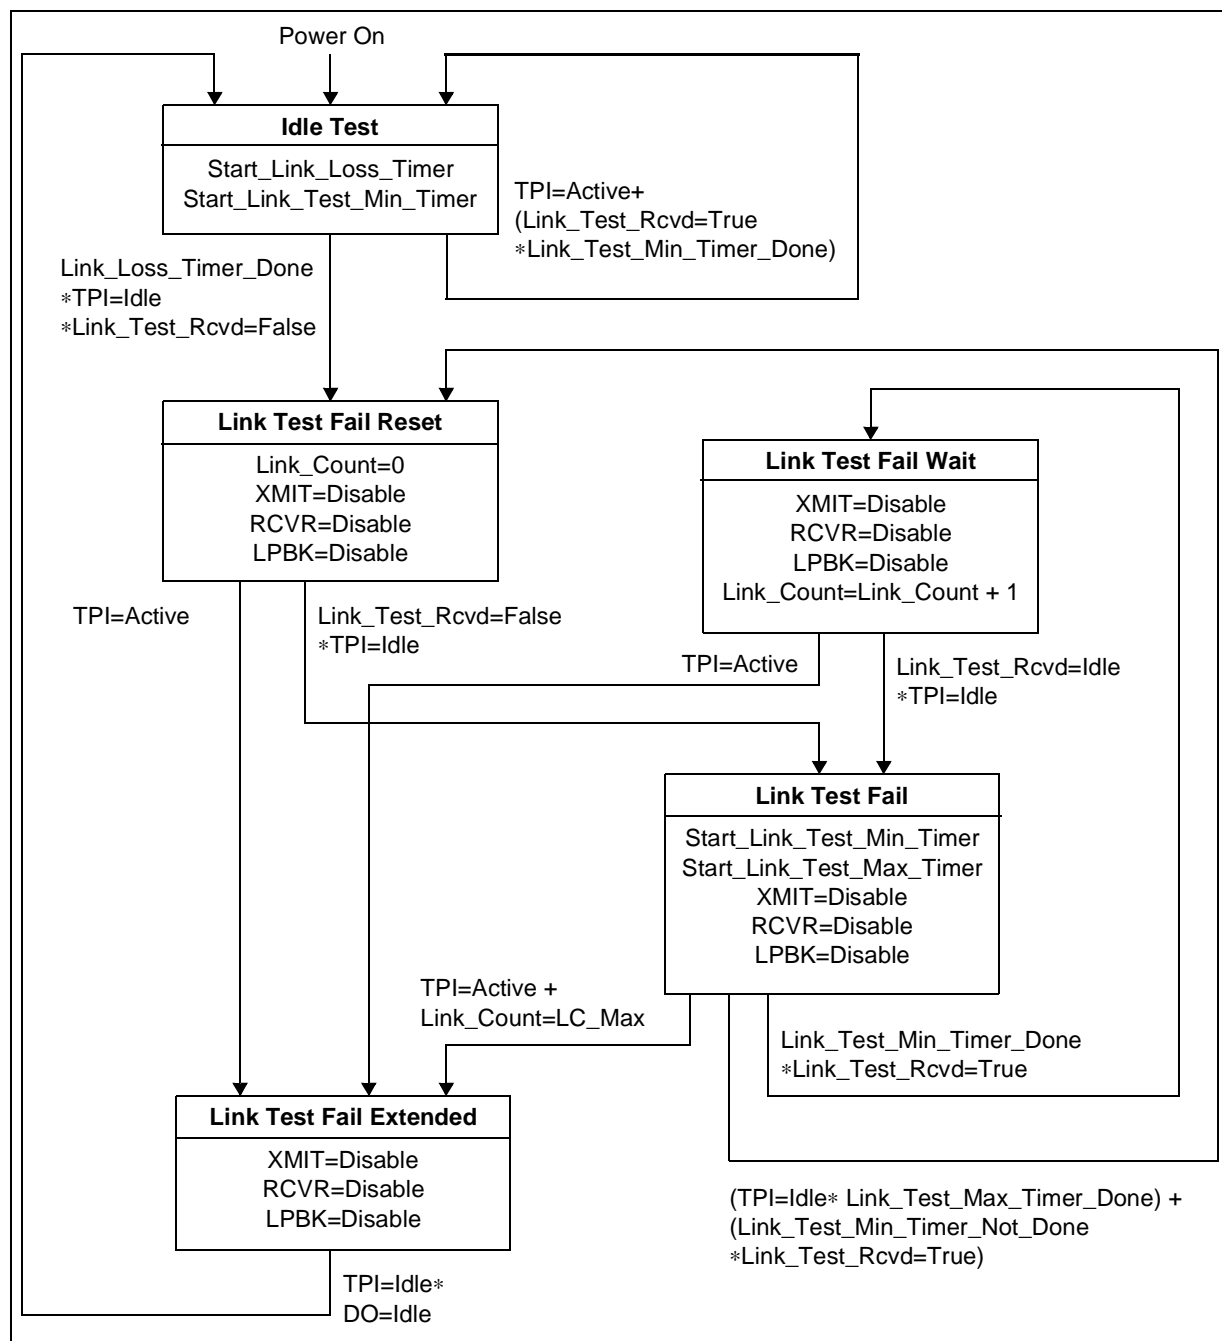 Power On
Idle Test
Start_Link_Loss_Timer
Start_Link_Test_Min_Timer
TPI=Active+
(Link_Test_Rcvd=True
*Link_Test_Min_Timer_Done)
Link_Loss_Timer_Done
*TPI=Idle
*Link_Test_Rcvd=False
Link Test Fail Reset
Link_Count=0
XMIT=Disable
RCVR=Disable
LPBK=Disable
Link Test Fail Wait
XMIT=Disable
RCVR=Disable
LPBK=Disable
Link_Count=Link_Count + 1
TPI=Active
Link_Test_Rcvd=False
*TPI=Idle
TPI=Active
Link_Test_Rcvd=Idle
*TPI=Idle
Link Test Fail
Start_Link_Test_Min_Timer
Start_Link_Test_Max_Timer
XMIT=Disable
RCVR=Disable
LPBK=Disable
TPI=Active +
Link_Count=LC_Max
Link_Test_Min_Timer_Done
*Link_Test_Rcvd=True
Link Test Fail Extended
XMIT=Disable
RCVR=Disable
LPBK=Disable
(TPI=Idle* Link_Test_Max_Timer_Done) +
(Link_Test_Min_Timer_Not_Done
*Link_Test_Rcvd=True)
TPI=Idle*
DO=Idle